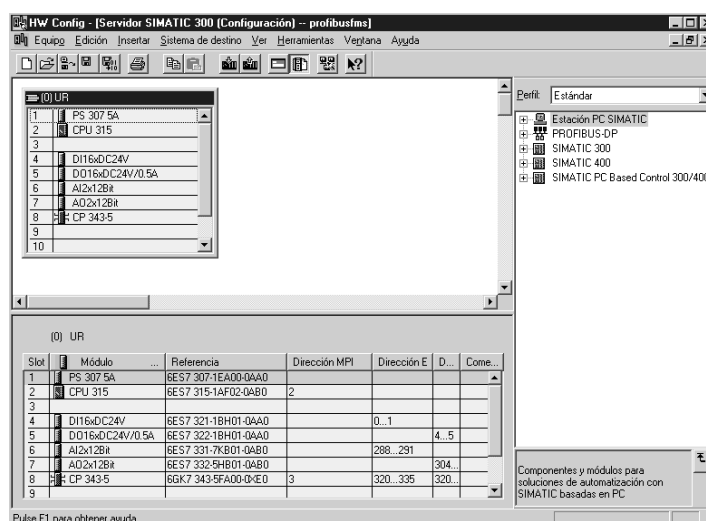 HW Config - [Servidor SIMATIC 300 (Configuración) -- profibusfms]
Equipo Edición Insertar Sistema de destino Ver Herramientas Ventana Ayuda
(0) UR
1 PS 307 5A
2 CPU 315
3
4 DI16xDC24V
5 DO16xDC24V/0.5A
6 AI2x12Bit
7 AO2x12Bit
8 CP 343-5
9
10
Perfil: Estándar
Estación PC SIMATIC
PROFIBUS-DP
SIMATIC 300
SIMATIC 400
SIMATIC PC Based Control 300/400
(0) UR
Slot Módulo ... Referencia Dirección MPI Dirección E D... Come...
1 PS 307 5A 6ES7 307-1EA00-0AA0
2 CPU 315 6ES7 315-1AF02-0AB0 2
3
4 DI16xDC24V 6ES7 321-1BH01-0AA0 0...1
5 DO16xDC24V/0.5A 6ES7 322-1BH01-0AA0 4...5
6 AI2x12Bit 6ES7 331-7KB01-0AB0 288...291
7 AO2x12Bit 6ES7 332-5HB01-0AB0 304...
8 CP 343-5 6GK7 343-5FA00-0XE0 3 320...335 320...
9
Componentes y módulos para
soluciones de automatización con
SIMATIC basadas en PC
Pulse F1 para obtener ayuda